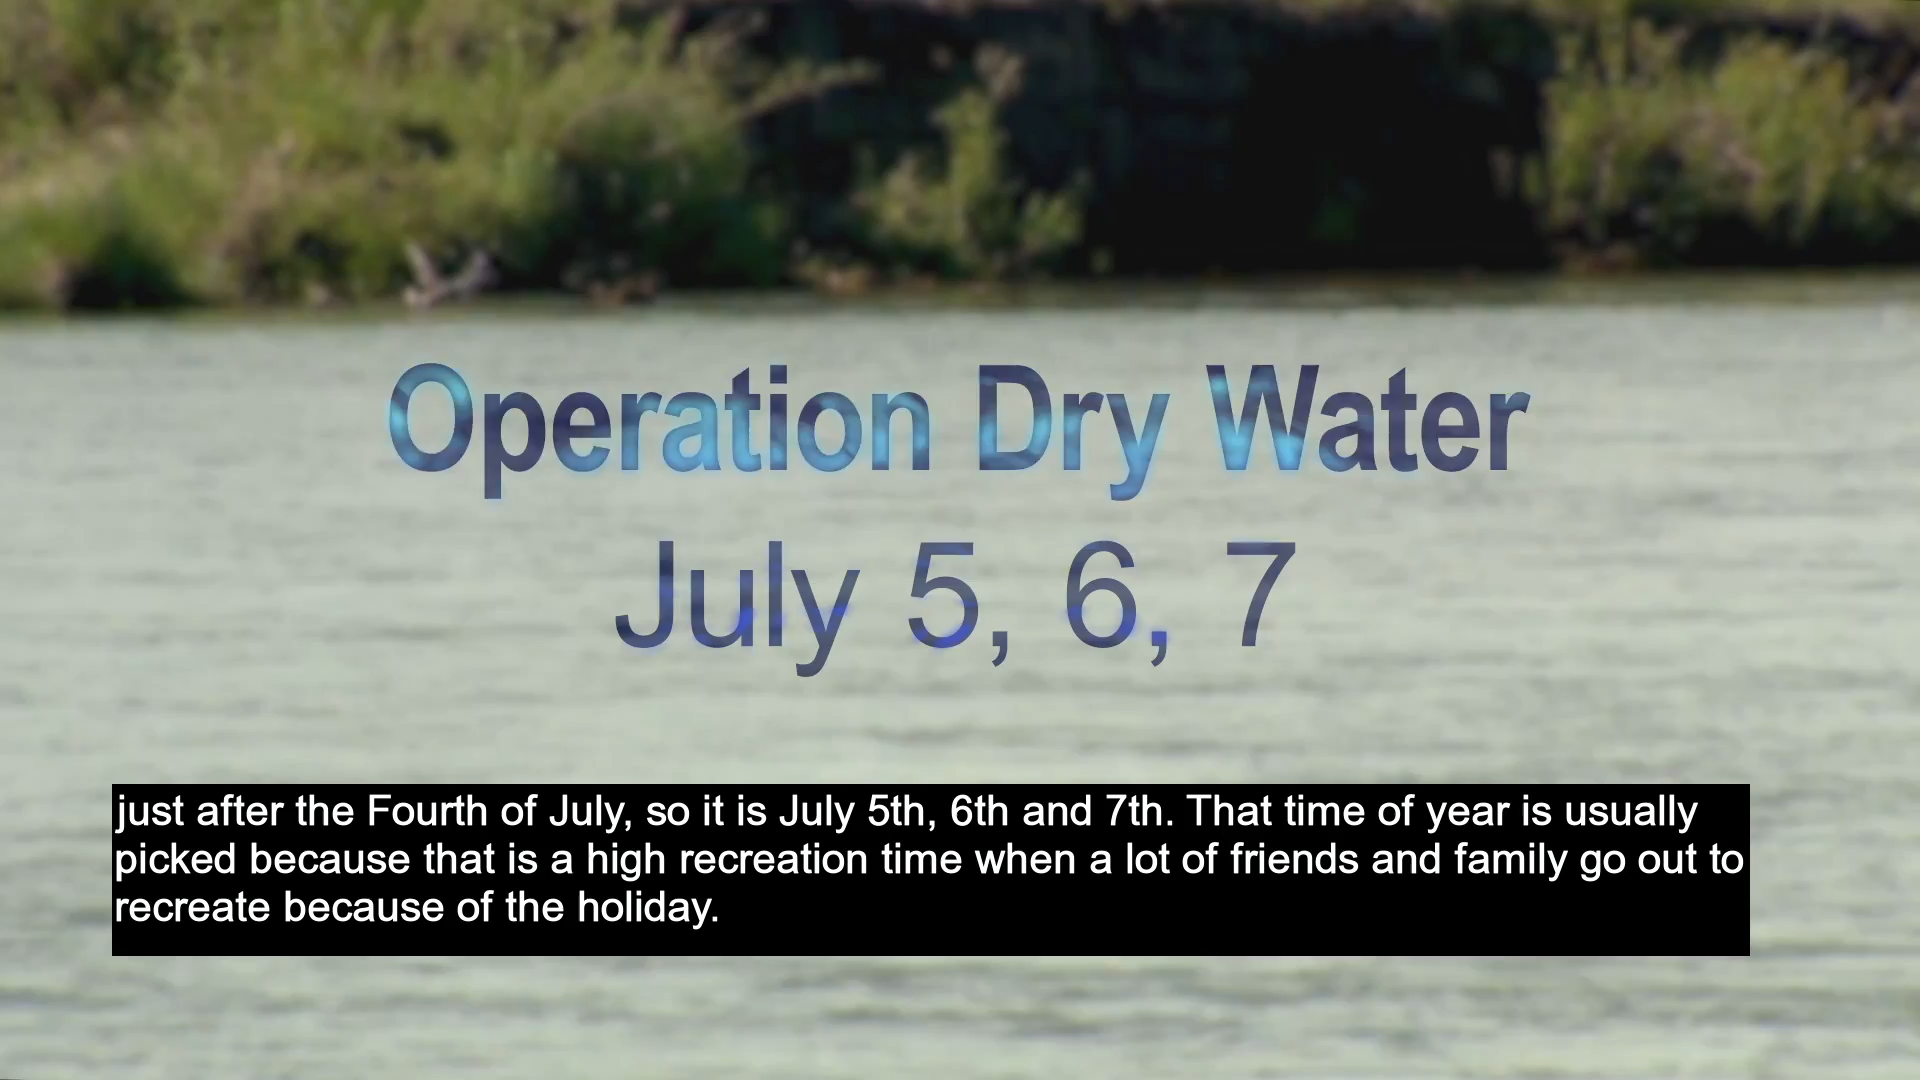 Operation Dry Water
July 5, 6, 7
just after the Fourth of July, so it is July 5th, 6th and 7th. That time of year is usually
picked because that is a high recreation time when a lot of friends and family go out to
recreate because of the holiday.